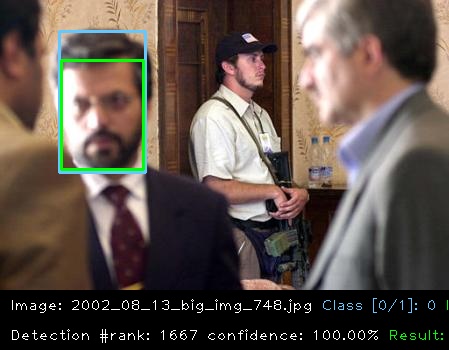 Image: 2002_08_13_big_img_748.jpg Class [0/1]: 0
Detection #rank: 1667 confidence: 100.00% Result: